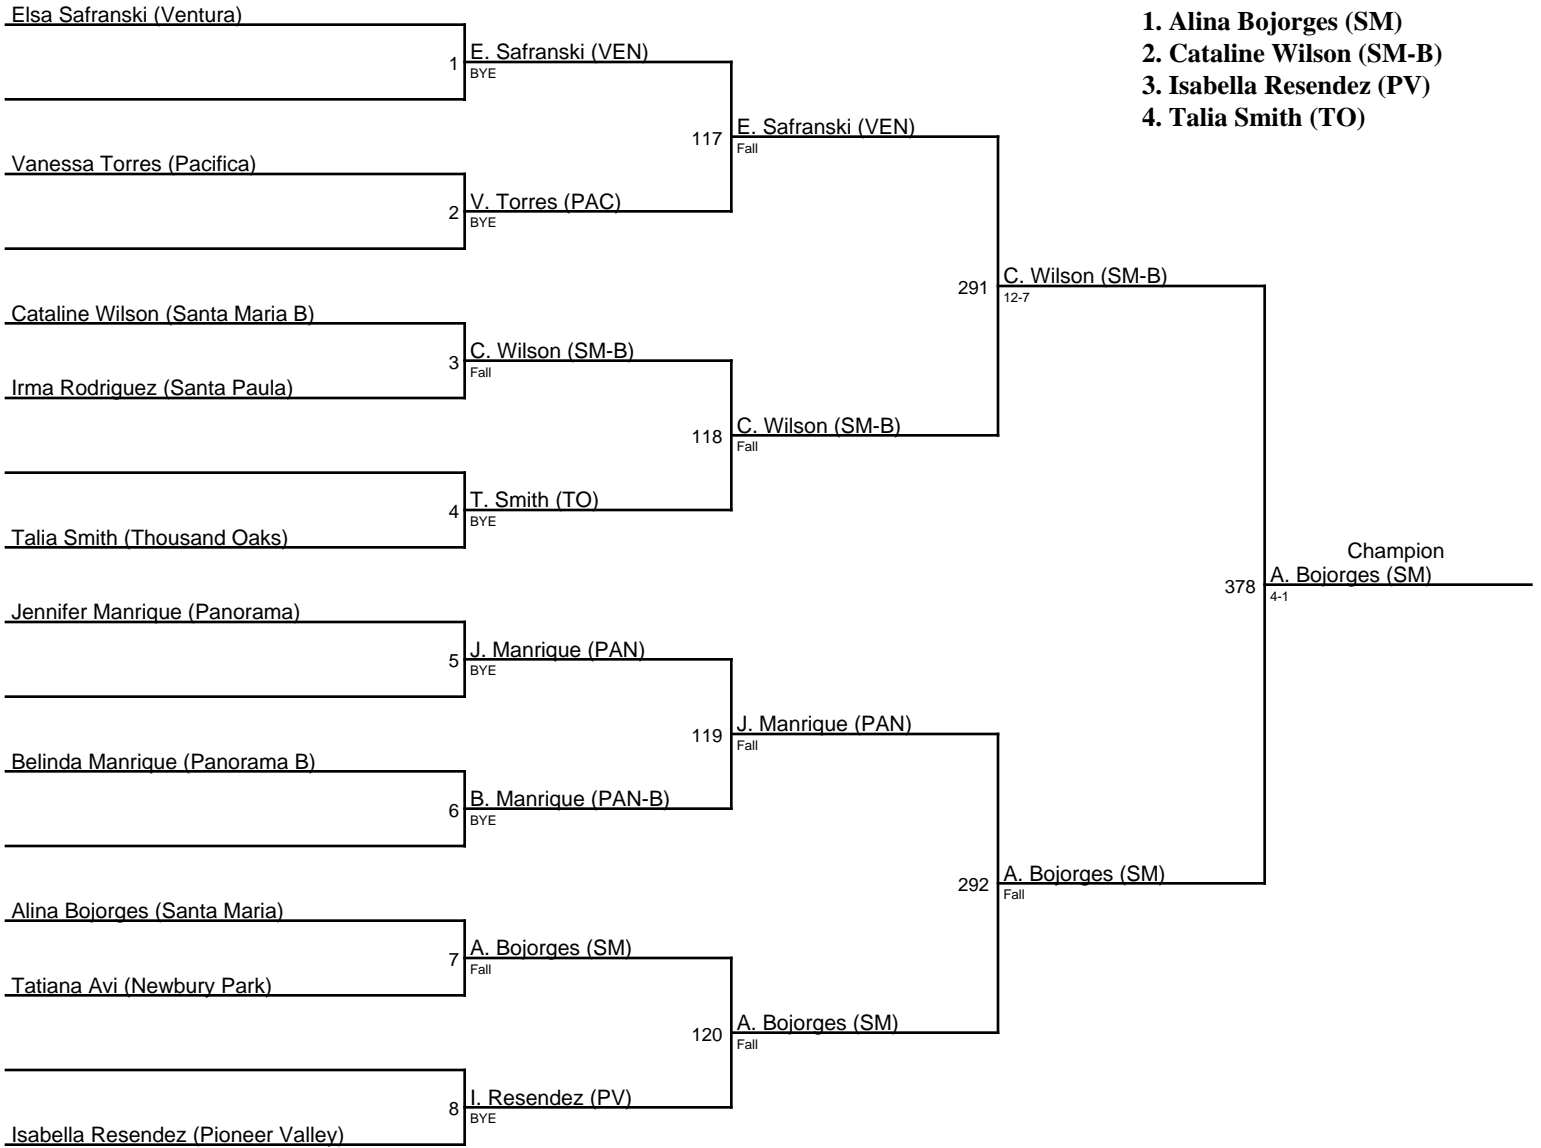 Elsa Safranski (Ventura)
1. Alina Bojorges (SM)
2. Cataline Wilson (SM-B)
3. Isabella Resendez (PV)
4. Talia Smith (TO)
1
E. Safranski (VEN)
BYE
117
E. Safranski (VEN)
Fall
Vanessa Torres (Pacifica)
2
V. Torres (PAC)
BYE
291
C. Wilson (SM-B)
12-7
Cataline Wilson (Santa Maria B)
3
C. Wilson (SM-B)
Fall
Irma Rodriguez (Santa Paula)
118
C. Wilson (SM-B)
Fall
4
T. Smith (TO)
BYE
Talia Smith (Thousand Oaks)
Champion
378
A. Bojorges (SM)
4-1
Jennifer Manrique (Panorama)
5
J. Manrique (PAN)
BYE
119
J. Manrique (PAN)
Fall
Belinda Manrique (Panorama B)
6
B. Manrique (PAN-B)
BYE
292
A. Bojorges (SM)
Fall
Alina Bojorges (Santa Maria)
7
A. Bojorges (SM)
Fall
Tatiana Avi (Newbury Park)
120
A. Bojorges (SM)
Fall
8
I. Resendez (PV)
BYE
Isabella Resendez (Pioneer Valley)